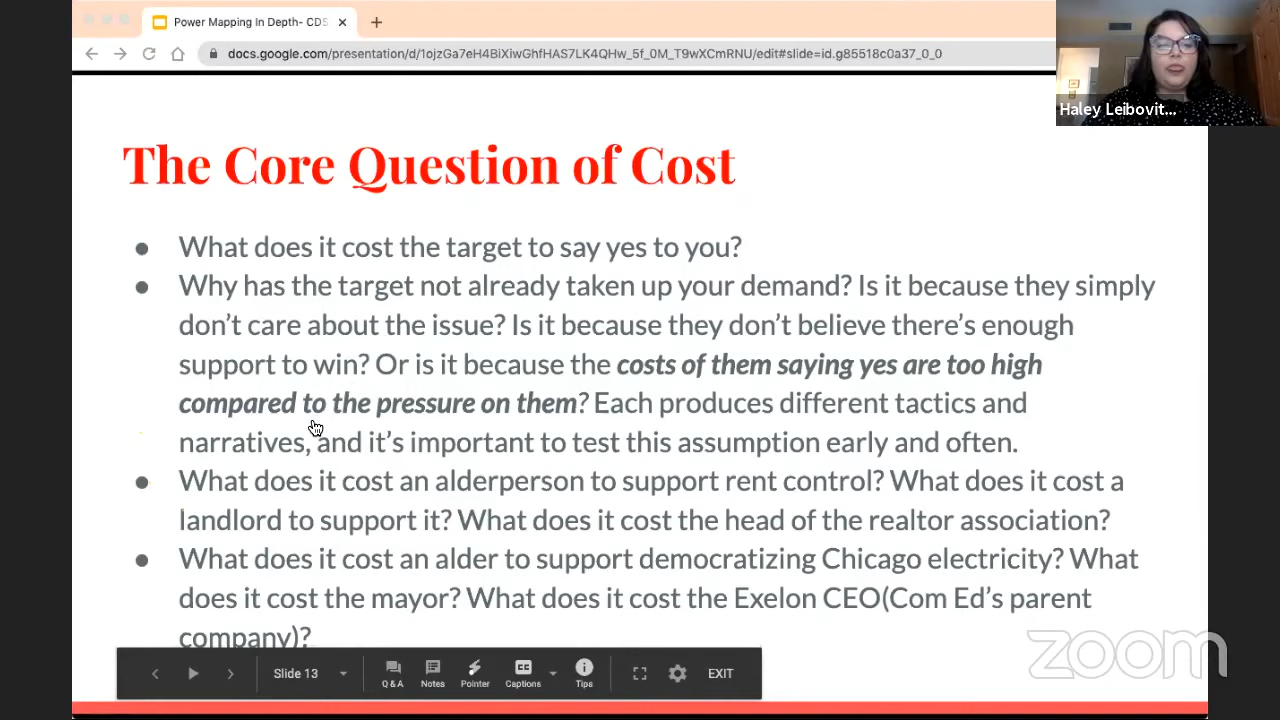 Power Mapping In Depth- CDS
docs.google.com/presentation/d/1ojzGa7eH4BiXiwGhfHAS7LK4QHw_5f_0M_T9wXCmRNU/edit#slide=id.g85518c0a37_0_0
Haley Leibovit...
The Core Question of Cost
● What does it cost the target to say yes to you?
● Why has the target not already taken up your demand? Is it because they simply
don't care about the issue? Is it because they don't believe there's enough
support to win? Or is it because the costs of them saying yes are too high
compared to the pressure on them? Each produces different tactics and
narratives, and it's important to test this assumption early and often.
● What does it cost an alderperson to support rent control? What does it cost a
landlord to support it? What does it cost the head of the realtor association?
● What does it cost an alder to support democratizing Chicago electricity? What
does it cost the mayor? What does it cost the Exelon CEO(Com Ed's parent
company)?
zoom
Slide 13
Q & A
Notes
Pointer
CC
Captions
Tips
EXIT